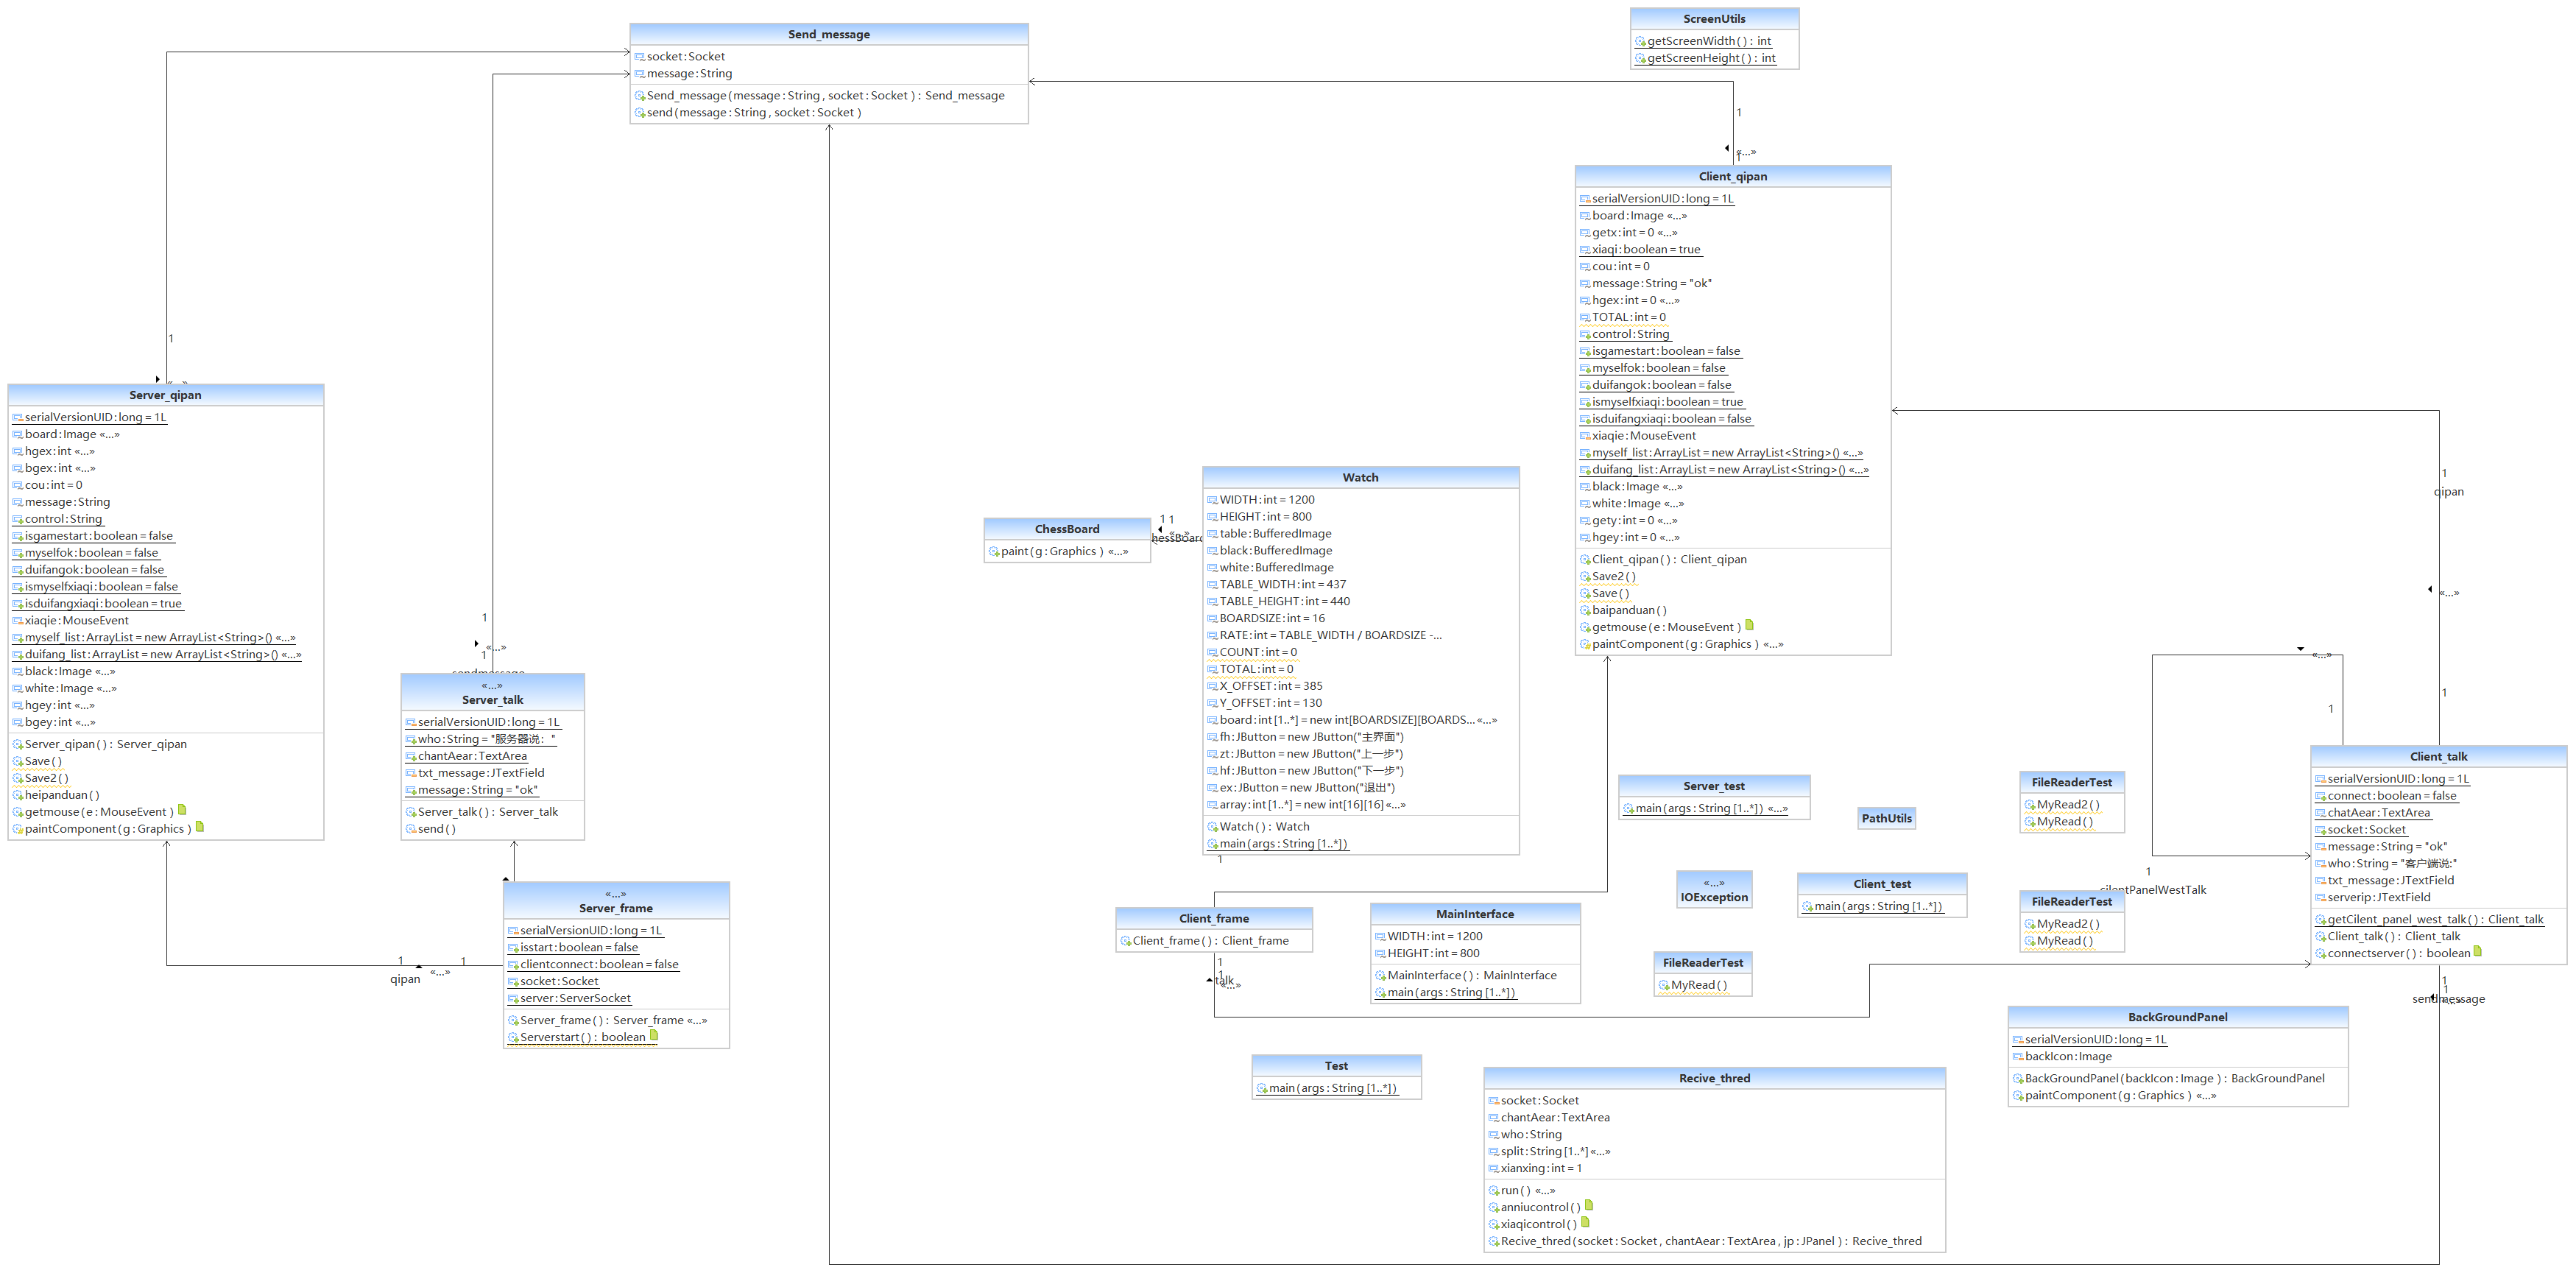 Send_message
socket:Socket
message:String
Send_message(message:String, socket:Socket): Send_message
send(message:String, socket:Socket)
ScreenUtils
getScreenWidth(): int
getScreenHeight(): int
1
«...»
1
Client_qipan
serialVersionUID:long = 1L
board:Image «...»
getx:int = 0 «...»
xiaqi:boolean = true
cou:int = 0
message:String = "ok"
hgex:int = 0 «...»
TOTAL:int = 0
control:String
isgamestart:boolean = false
myselfok:boolean = false
duifangok:boolean = false
ismyselfxiaqi:boolean = true
isduifangxiaqi:boolean = false
xiaqie:MouseEvent
myself_list:ArrayList = new ArrayList<String>() «...»
duifang_list:ArrayList = new ArrayList<String>() «...»
black:Image «...»
white:Image «...»
gety:int = 0 «...»
hgey:int = 0 «...»
Client_qipan(): Client_qipan
Save2()
Save()
baipanduan()
getmouse(e:MouseEvent)
paintComponent(g:Graphics) «...»
1
«...»
Server_qipan
serialVersionUID:long = 1L
board:Image «...»
hgex:int «...»
bgex:int «...»
cou:int = 0
message:String
control:String
isgamestart:boolean = false
myselfok:boolean = false
duifangok:boolean = false
ismyselfxiaqi:boolean = false
isduifangxiaqi:boolean = true
xiaqie:MouseEvent
myself_list:ArrayList = new ArrayList<String>() «...»
duifang_list:ArrayList = new ArrayList<String>() «...»
black:Image «...»
white:Image «...»
hgey:int «...»
bgey:int «...»
Server_qipan(): Server_qipan
Save()
Save2()
heipanduan()
getmouse(e:MouseEvent)
paintComponent(g:Graphics)
1
«...»
1
sendmessage
«...»
Server_talk
serialVersionUID:long = 1L
who:String = "服务器说："
chantAear:TextArea
txt_message:JTextField
message:String = "ok"
Server_talk(): Server_talk
send()
«...»
Server_frame
serialVersionUID:long = 1L
isstart:boolean = false
clientconnect:boolean = false
socket:Socket
server:ServerSocket
Server_frame(): Server_frame «...»
Serverstart(): boolean
1
«...»
1
qipan
ChessBoard
paint(g:Graphics) «...»
1
1
«...»
hessBoard
Watch
WIDTH:int = 1200
HEIGHT:int = 800
table:BufferedImage
black:BufferedImage
white:BufferedImage
TABLE_WIDTH:int = 437
TABLE_HEIGHT:int = 440
BOARDSIZE:int = 16
RATE:int = TABLE_WIDTH / BOARDSIZE -...
COUNT:int = 0
TOTAL:int = 0
X_OFFSET:int = 385
Y_OFFSET:int = 130
board:int [1..*] = new int[BOARDSIZE][BOARDS... «...»
fh:JButton = new JButton("主界面")
zt:JButton = new JButton("上一步")
hf:JButton = new JButton("下一步")
ex:JButton = new JButton("退出")
array:int [1..*] = new int[16][16] «...»
Watch(): Watch
main(args:String [1..*])
1
Client_frame
Client_frame(): Client_frame
1
1
talk
«...»
MainInterface
WIDTH:int = 1200
HEIGHT:int = 800
MainInterface(): MainInterface
main(args:String [1..*])
Server_test
main(args:String [1..*]) «...»
PathUtils
«...»
IOException
Client_test
main(args:String [1..*])
FileReaderTest
MyRead()
FileReaderTest
MyRead2()
MyRead()
FileReaderTest
MyRead2()
MyRead()
1
qipan
«...»
1
«...»
1
1
cilentPanelWestTalk
Client_talk
serialVersionUID:long = 1L
connect:boolean = false
chatAear:TextArea
socket:Socket
message:String = "ok"
who:String = "客户端说:"
txt_message:JTextField
serverip:JTextField
getCilent_panel_west_talk(): Client_talk
Client_talk(): Client_talk
connectserver(): boolean
1
1
sendmessage
BackGroundPanel
serialVersionUID:long = 1L
backIcon:Image
BackGroundPanel(backIcon:Image): BackGroundPanel
paintComponent(g:Graphics) «...»
Test
main(args:String [1..*])
Recive_thred
socket:Socket
chantAear:TextArea
who:String
split:String [1..*] «...»
xianxing:int = 1
run() «...»
anniucontrol()
xiaqicontrol()
Recive_thred(socket:Socket, chantAear:TextArea, jp:JPanel): Recive_thred